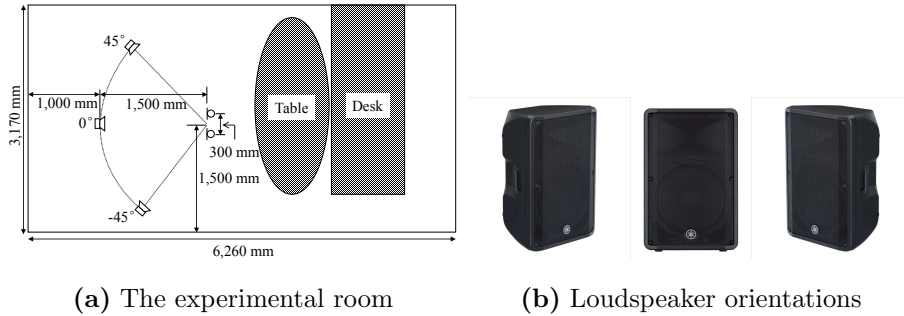 45°
3,170 mm
1,000 mm
1,500 mm
0°
Table
Desk
300 mm
1,500 mm
-45°
6,260 mm
(a) The experimental room
(b) Loudspeaker orientations